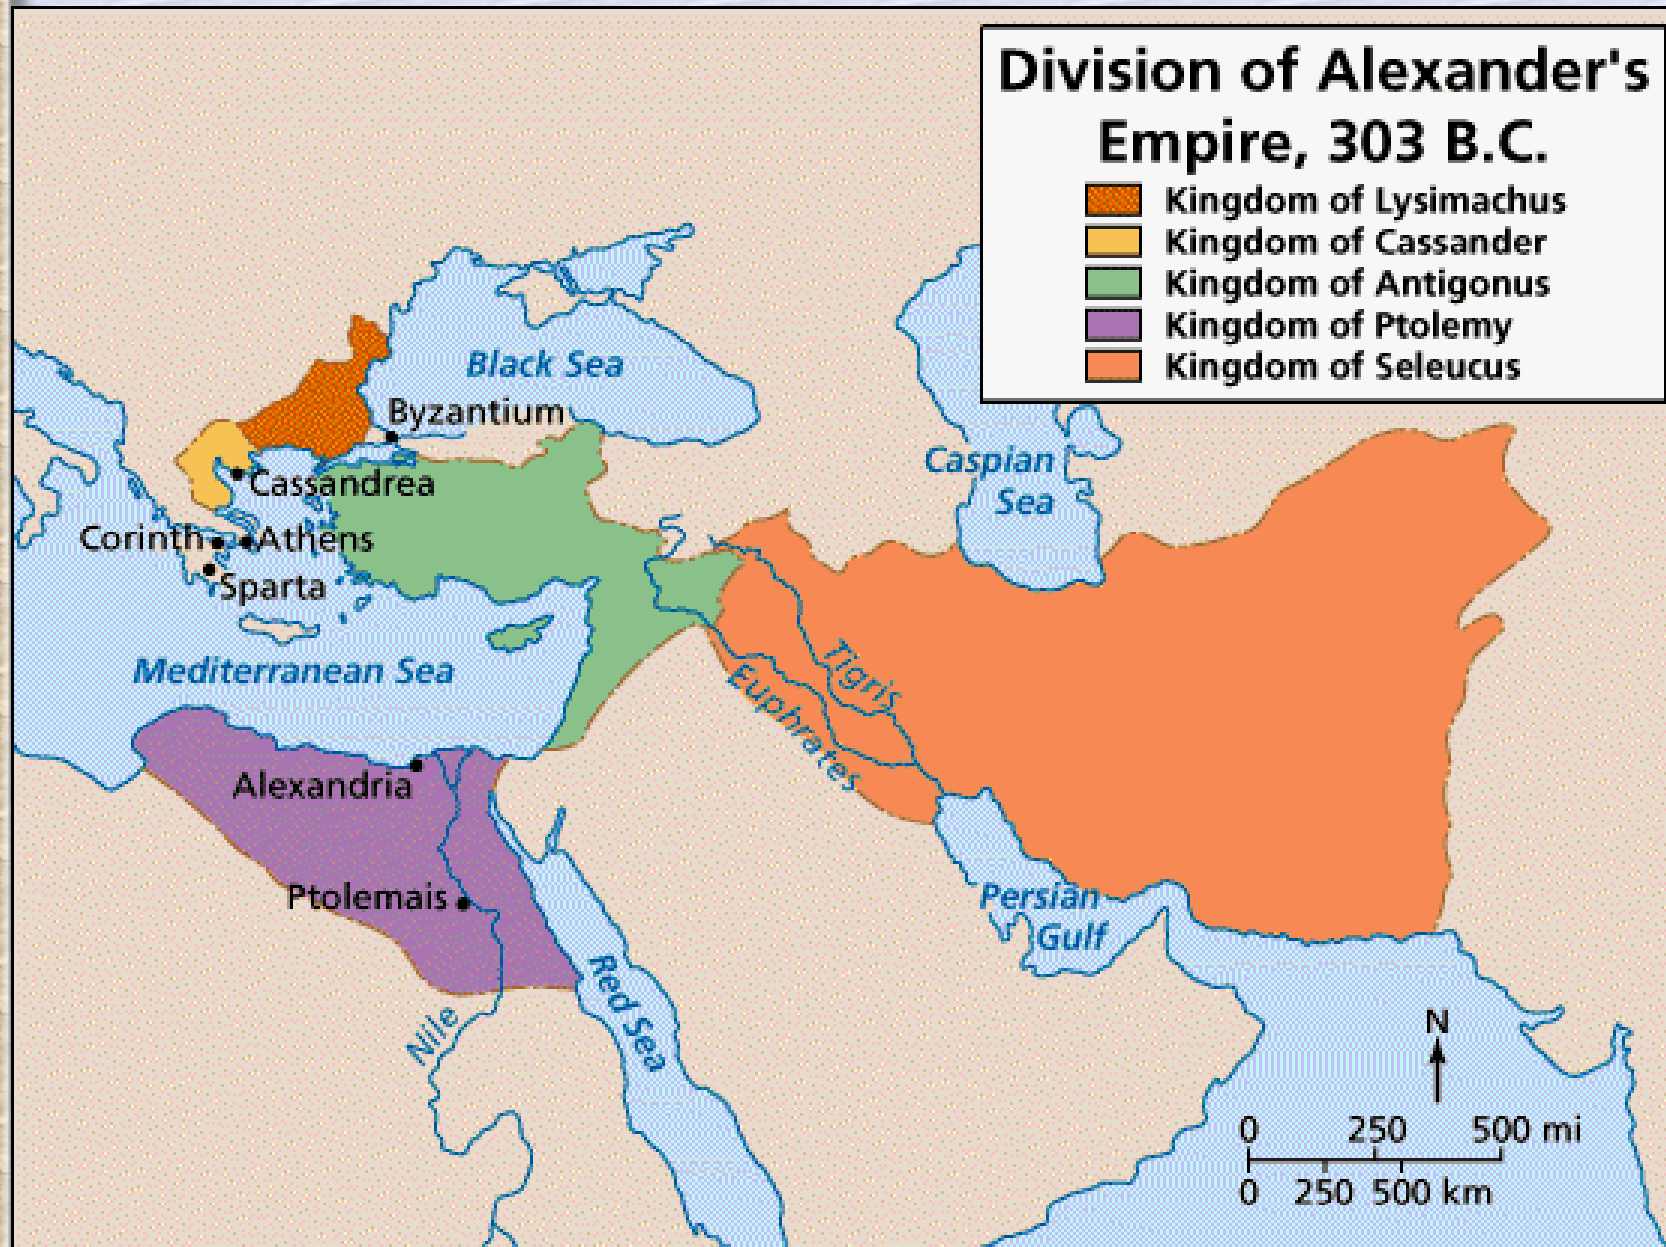 Division of Alexander's
Empire, 303 B.C.
Kingdom of Lysimachus
Kingdom of Cassander
Kingdom of Antigonus
Kingdom of Ptolemy
Kingdom of Seleucus
Black Sea
Byzantium
Caspian
Sea
Cassandrea
Corinth
Athens
Sparta
Mediterranean Sea
Tigris
Euphrates
Alexandria
Ptolemais
Persian
Gulf
Red Sea
Nile
N
0 250 500 mi
0 250 500 km